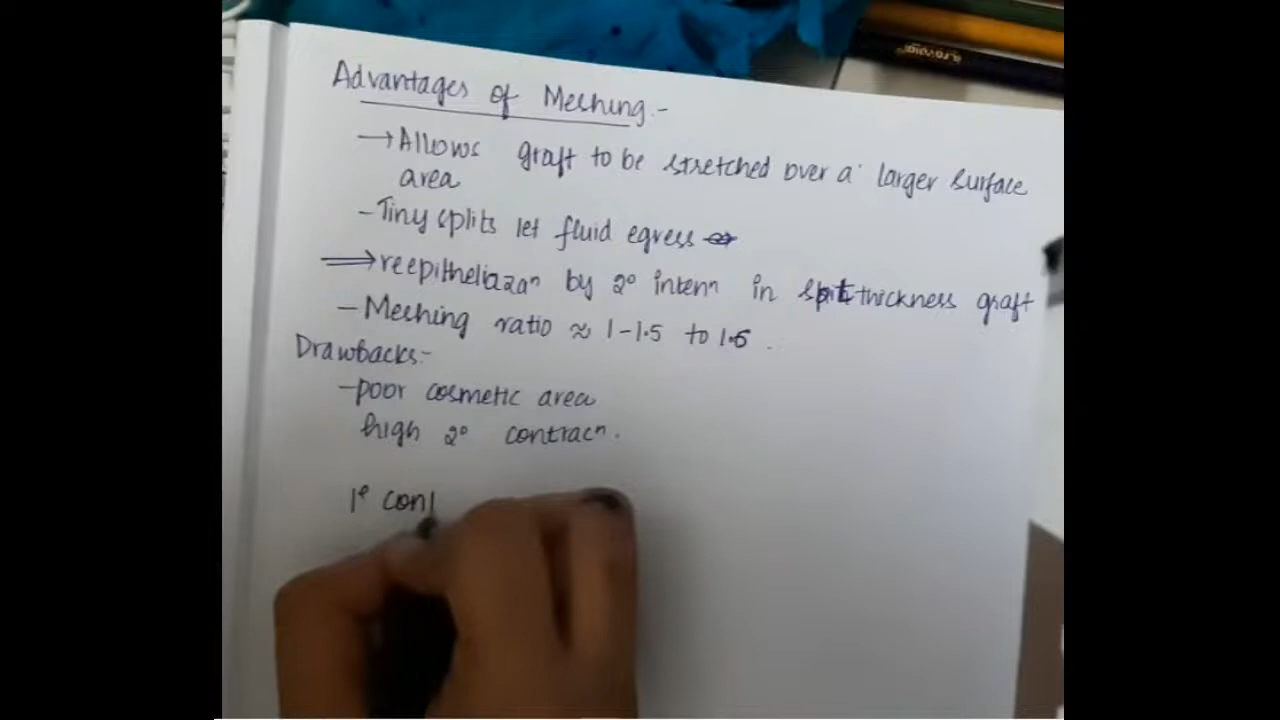 Advantages of Meshing:-
→ Allows graft to be stretched over a larger surface
area
- Tiny splits let fluid egress
⟹ reepitheliazaⁿ by 2° intenⁿ in split thickness graft
- Meshing ratio ≈ 1-1.5 to 1.5.
Drawbacks:-
- poor cosmetic area
high 2° contracⁿ.
1° cont